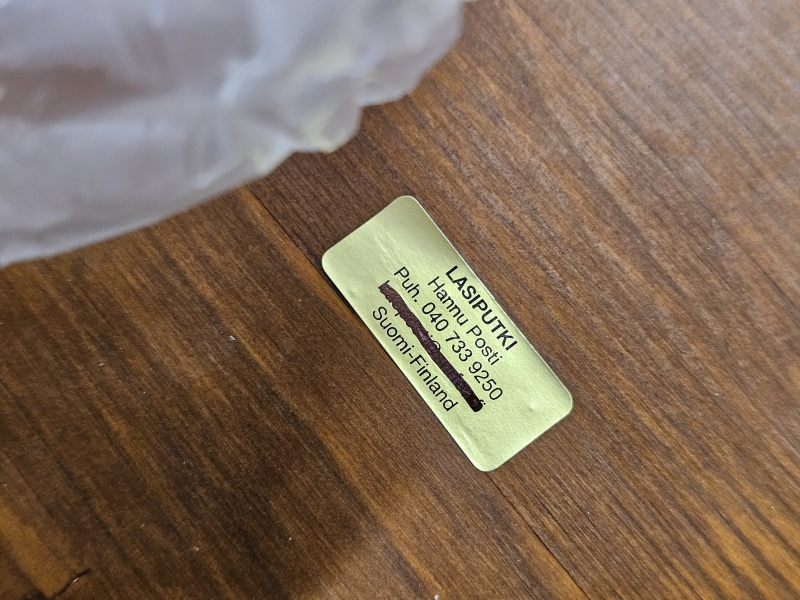 LASIPUTKI
Hannu Posti
Puh. 040 733 9250
Suomi-Finland